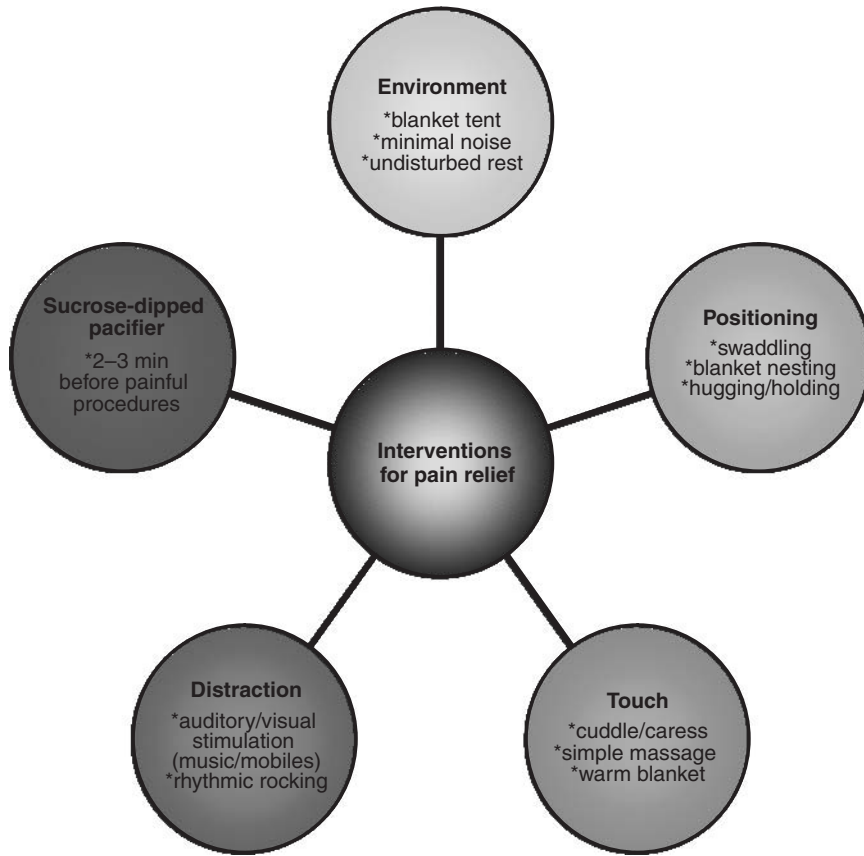 Environment
*blanket tent
*minimal noise
*undisturbed rest
Sucrose-dipped
pacifier
*2–3 min
before painful
procedures
Positioning
*swaddling
*blanket nesting
*hugging/holding
Interventions
for pain relief
Distraction
*auditory/visual
stimulation
(music/mobiles)
*rhythmic rocking
Touch
*cuddle/caress
*simple massage
*warm blanket